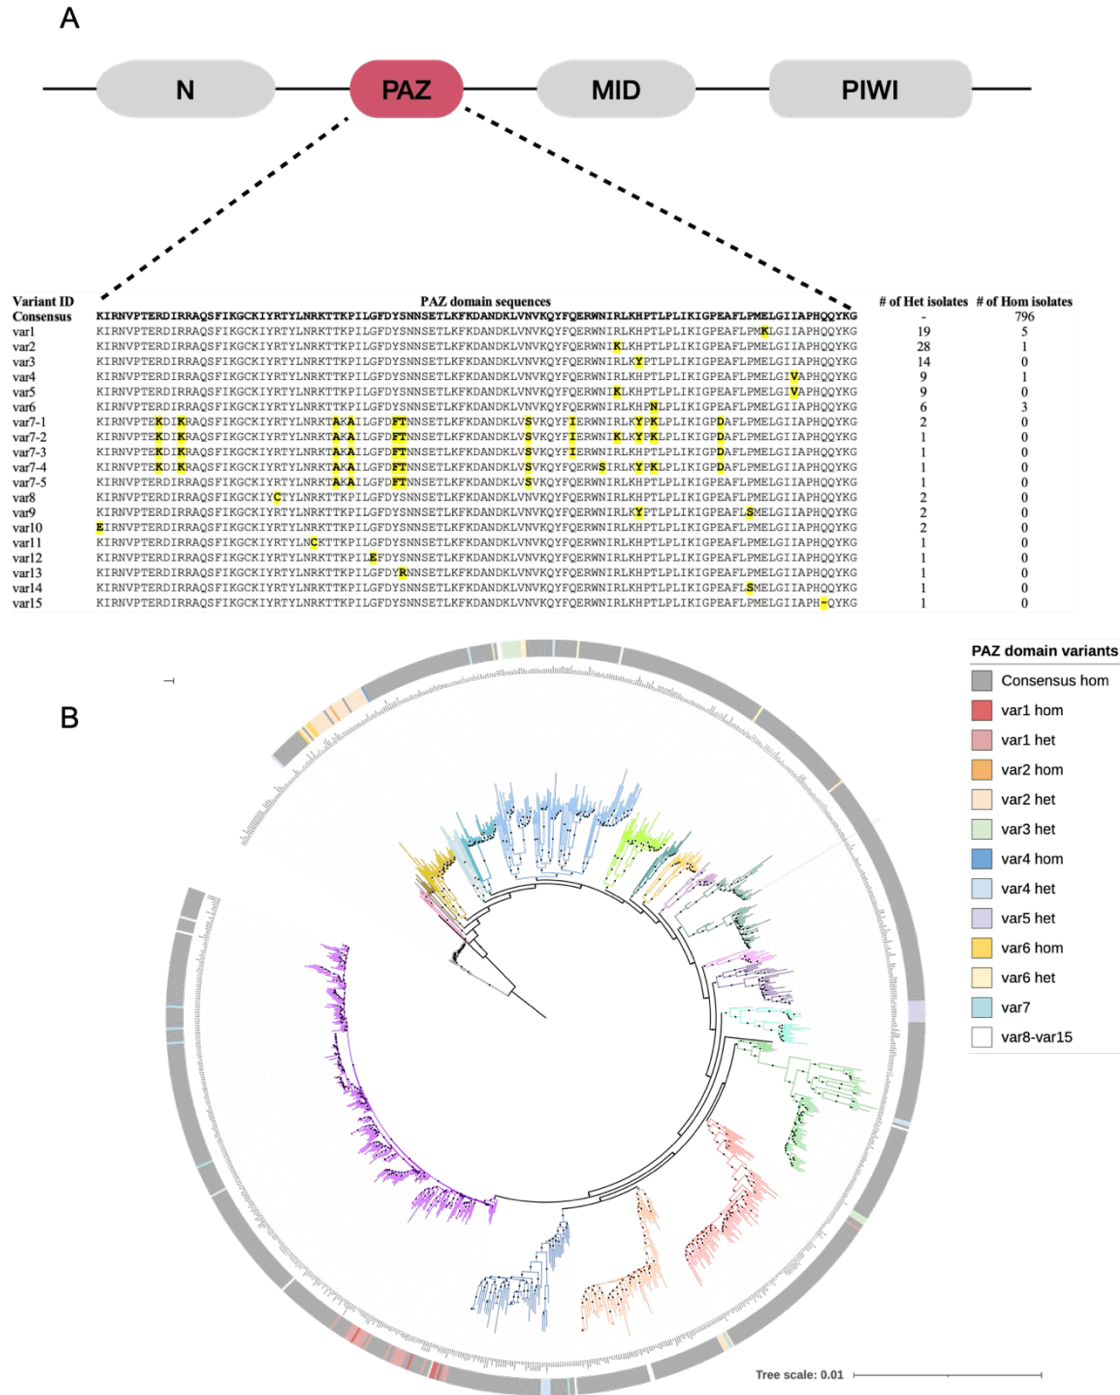 A
N PAZ MID PIWI
Variant ID PAZ domain sequences # of Het isolates # of Hom isolates
Consensus KIRNVPTERDIRRAQSFIKGCKIYRTYLNRKTTKPILGFDYSNNSETLKFKDANDKLVNVKQYFQERWNIRLKHPTLPLIKIGPEAFLPMELGIIAPHQQYKG - 796
var1 KIRNVPTERDIRRAQSFIKGCKIYRTYLNRKTTKPILGFDYSNNSETLKFKDANDKLVNVKQYFQERWNIRLKHPTLPLIKIGPEAFLPMKLGIIAPHQQYKG 19 5
var2 KIRNVPTERDIRRAQSFIKGCKIYRTYLNRKTTKPILGFDYSNNSETLKFKDANDKLVNVKQYFQERWNIKLKHPTLPLIKIGPEAFLPMELGIIAPHQQYKG 28 1
var3 KIRNVPTERDIRRAQSFIKGCKIYRTYLNRKTTKPILGFDYSNNSETLKFKDANDKLVNVKQYFQERWNIRLKYPTLPLIKIGPEAFLPMELGIIAPHQQYKG 14 0
var4 KIRNVPTERDIRRAQSFIKGCKIYRTYLNRKTTKPILGFDYSNNSETLKFKDANDKLVNVKQYFQERWNIRLKHPTLPLIKIGPEAFLPMELGIVAPHQQYKG 9 1
var5 KIRNVPTERDIRRAQSFIKGCKIYRTYLNRKTTKPILGFDYSNNSETLKFKDANDKLVNVKQYFQERWNIKLKHPTLPLIKIGPEAFLPMELGIVAPHQQYKG 9 0
var6 KIRNVPTERDIRRAQSFIKGCKIYRTYLNRKTTKPILGFDYSNNSETLKFKDANDKLVNVKQYFQERWNIRLKHPNLPLIKIGPEAFLPMELGIIAPHQQYKG 6 3
var7-1 KIRNVPTEKDIKRAQSFIKGCKIYRTYLNRKTAKAILGFDFTNNSETLKFKDANDKLVSVKQYFIERWNIRLKYPKLPLIKIGPDAFLPMELGIIAPHQQYKG 2 0
var7-2 KIRNVPTEKDIKRAQSFIKGCKIYRTYLNRKTAKAILGFDFTNNSETLKFKDANDKLVSVKQYFIERWNIKLKYPKLPLIKIGPDAFLPMELGIIAPHQQYKG 1 0
var7-3 KIRNVPTEKDIKRAQSFIKGCKIYRTYLNRKTAKAILGFDFTNNSETLKFKDANDKLVSVKQYFIERWNIRLKHPTLPLIKIGPDAFLPMELGIIAPHQQYKG 1 0
var7-4 KIRNVPTEKDIKRAQSFIKGCKIYRTYLNRKTAKAILGFDFTNNSETLKFKDANDKLVSVKQYFQERWSIRLKYPKLPLIKIGPDAFLPMELGIIAPHQQYKG 1 0
var7-5 KIRNVPTERDIRRAQSFIKGCKIYRTYLNRKTAKAILGFDFTNNSETLKFKDANDKLVSVKQYFQERWNIRLKHPTLPLIKIGPEAFLPMELGIIAPHQQYKG 1 0
var8 KIRNVPTERDIRRAQSFIKGCKIYCTYLNRKTTKPILGFDYSNNSETLKFKDANDKLVNVKQYFQERWNIRLKHPTLPLIKIGPEAFLPMELGIIAPHQQYKG 2 0
var9 KIRNVPTERDIRRAQSFIKGCKIYRTYLNRKTTKPILGFDYSNNSETLKFKDANDKLVNVKQYFQERWNIRLKYPTLPLIKIGPEAFLSMELGIIAPHQQYKG 2 0
var10 EIRNVPTERDIRRAQSFIKGCKIYRTYLNRKTTKPILGFDYSNNSETLKFKDANDKLVNVKQYFQERWNIRLKHPTLPLIKIGPEAFLPMELGIIAPHQQYKG 2 0
var11 KIRNVPTERDIRRAQSFIKGCKIYRTYLNCKTTKPILGFDYSNNSETLKFKDANDKLVNVKQYFQERWNIRLKHPTLPLIKIGPEAFLPMELGIIAPHQQYKG 1 0
var12 KIRNVPTERDIRRAQSFIKGCKIYRTYLNRKTTKPILEFDYSNNSETLKFKDANDKLVNVKQYFQERWNIRLKHPTLPLIKIGPEAFLPMELGIIAPHQQYKG 1 0
var13 KIRNVPTERDIRRAQSFIKGCKIYRTYLNRKTTKPILGFDYRNNSETLKFKDANDKLVNVKQYFQERWNIRLKHPTLPLIKIGPEAFLPMELGIIAPHQQYKG 1 0
var14 KIRNVPTERDIRRAQSFIKGCKIYRTYLNRKTTKPILGFDYSNNSETLKFKDANDKLVNVKQYFQERWNIRLKHPTLPLIKIGPEAFLSMELGIIAPHQQYKG 1 0
var15 KIRNVPTERDIRRAQSFIKGCKIYRTYLNRKTTKPILGFDYSNNSETLKFKDANDKLVNVKQYFQERWNIRLKHPTLPLIKIGPEAFLPMELGIIAPH-QYKG 1 0
B
PAZ domain variants
Consensus hom
var1 hom
var1 het
var2 hom
var2 het
var3 het
var4 hom
var4 het
var5 het
var6 hom
var6 het
var7
var8-var15
Tree scale: 0.01